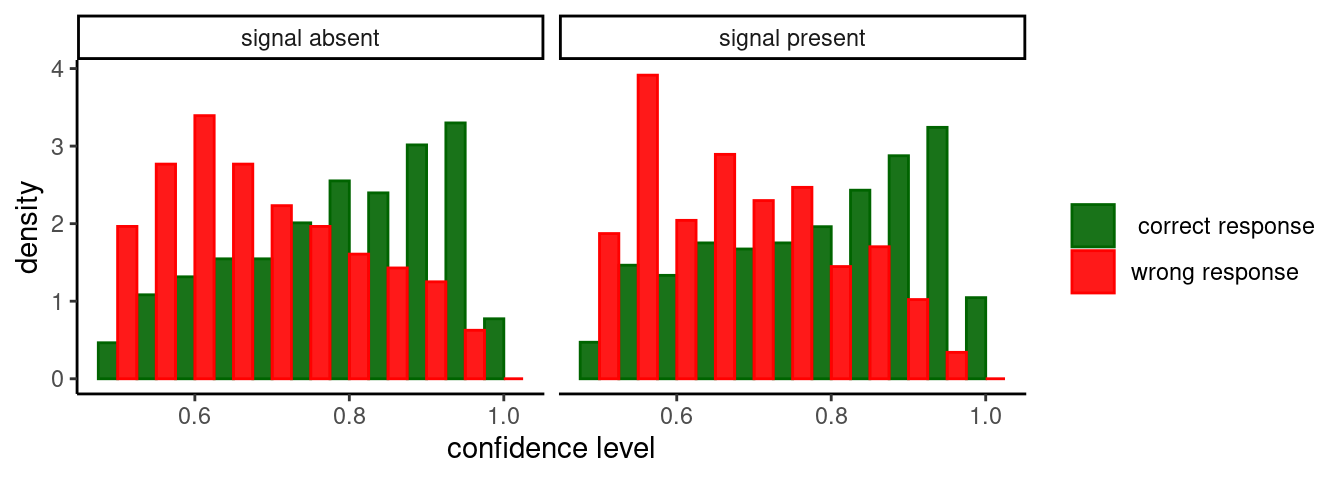 signal absent
signal present
4
3
2
1
0
density
0.6
0.8
1.0
0.6
0.8
1.0
confidence level
correct response
wrong response